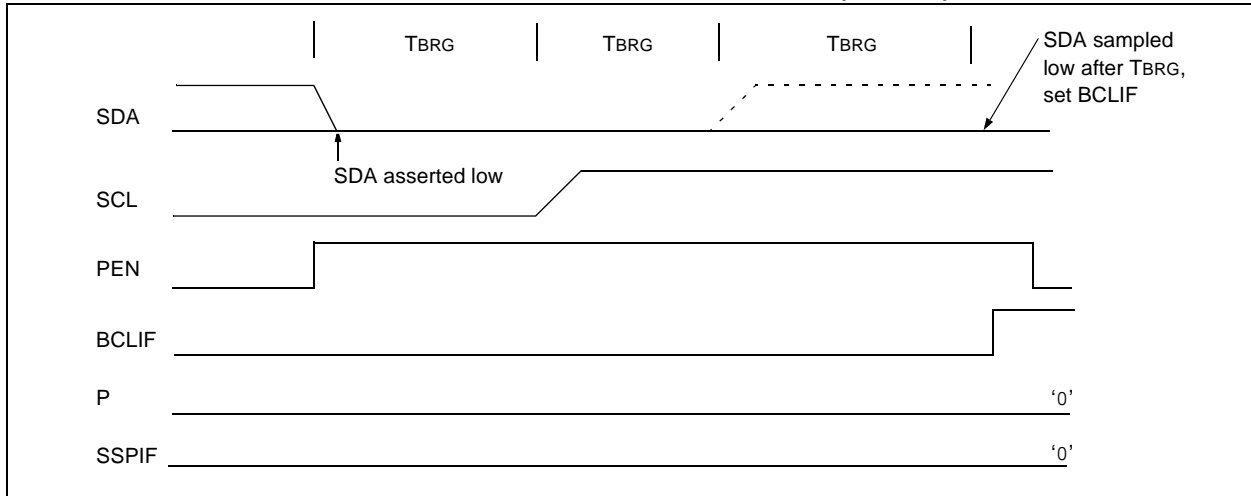 TBRG TBRG TBRG
SDA sampled
low after TBRG,
set BCLIF
SDA
SDA asserted low
SCL
PEN
BCLIF
P ‘0’
SSPIF ‘0’